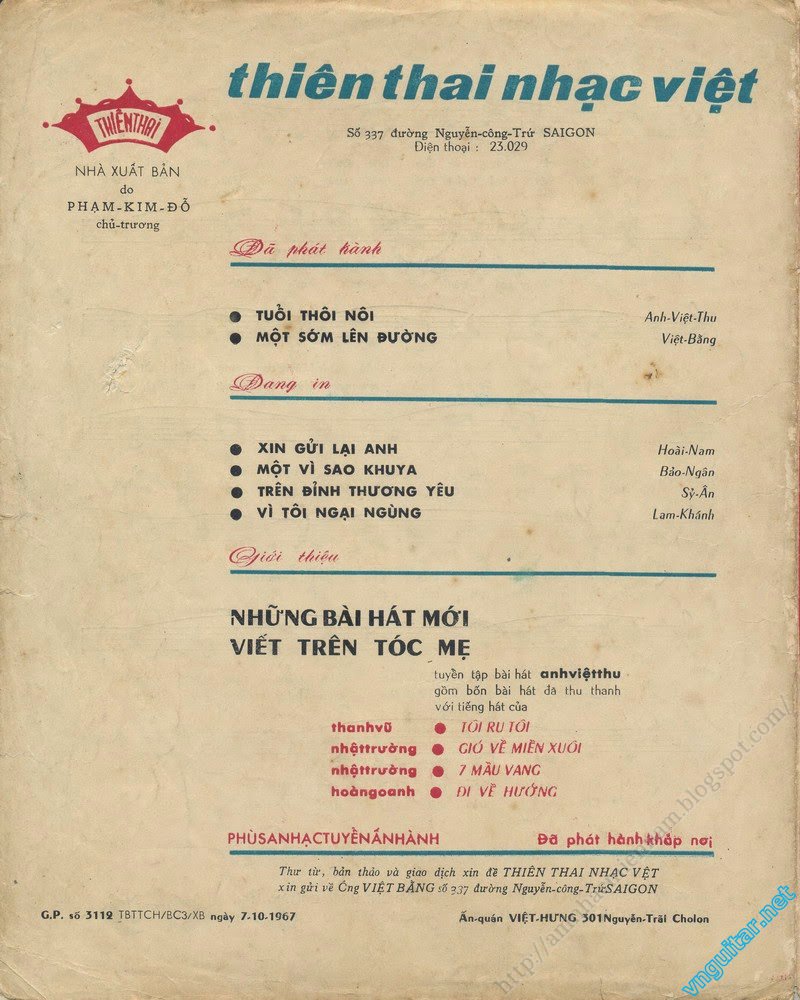 thiên thai nhạc việt
THIÊNTHAI
Số 337 đường Nguyễn-công-Trứ SAIGON
Điện thoại : 23.029
NHÀ XUẤT BẢN
do
PHẠM-KIM-ĐỖ
chủ-trương
Đã phát hành
● TUỔI THÔI NÔI Anh-Việt-Thu
● MỘT SỚM LÊN ĐƯỜNG Việt-Bằng
Đang in
● XIN GỬI LẠI ANH Hoài-Nam
● MỘT VÌ SAO KHUYA Bảo-Ngân
● TRÊN ĐỈNH THƯƠNG YÊU Sỹ-Ân
● VÌ TÔI NGẠI NGÙNG Lam-Khánh
Giới thiệu
NHỮNG BÀI HÁT MỚI
VIẾT TRÊN TÓC MẸ
tuyển tập bài hát anhviệtthu
gồm bốn bài hát đã thu thanh
với tiếng hát của
thanhvũ ● TÔI RU TÔI
nhậttrường ● GIÓ VỀ MIỀN XUÔI
nhậttrường ● 7 MẦU VANG
hoàngoanh ● ĐI VỀ HƯỚNG
PHÙSANHẠCTUYỀNẤNHÀNH Đã phát hành khắp nơi
Thư từ, bản thảo và giao dịch xin đề THIÊN THAI NHẠC VỆT
xin gửi về Ông VIỆT BẰNG số 337 đường Nguyễn-công-Trứ SAIGON
G.P. số 3112 TBTTCH/BC3/XB ngày 7-10-1967 Ấn-quán VIỆT-HƯNG 301 Nguyễn-Trãi Cholon
vnguitar.net